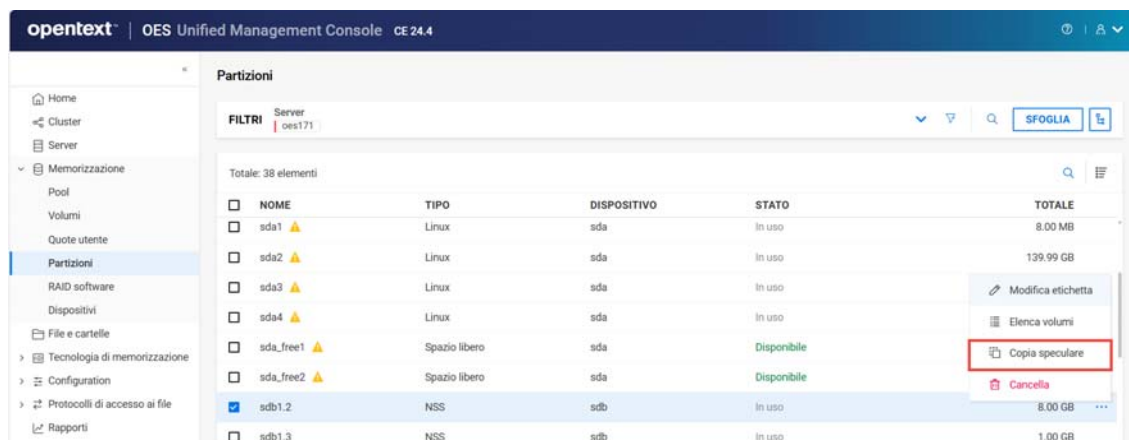 opentext™ | OES Unified Management Console CE 24.4
Home
Cluster
Server
Memorizzazione
Pool
Volumi
Quote utente
Partizioni
RAID software
Dispositivi
File e cartelle
Tecnologia di memorizzazione
Configuration
Protocolli di accesso ai file
Rapporti
Partizioni
FILTRI Server
oes171
SFOGLIA
Totale: 38 elementi
NOME TIPO DISPOSITIVO STATO TOTALE
sda1 Linux sda In uso 8.00 MB
sda2 Linux sda In uso 139.99 GB
sda3 Linux sda In uso
sda4 Linux sda In uso
sda_free1 Spazio libero sda Disponibile
sda_free2 Spazio libero sda Disponibile
sdb1.2 NSS sdb In uso 8.00 GB
sdb1.3 NSS sdb In uso 1.00 GB
Modifica etichetta
Elenca volumi
Copia speculare
Cancella